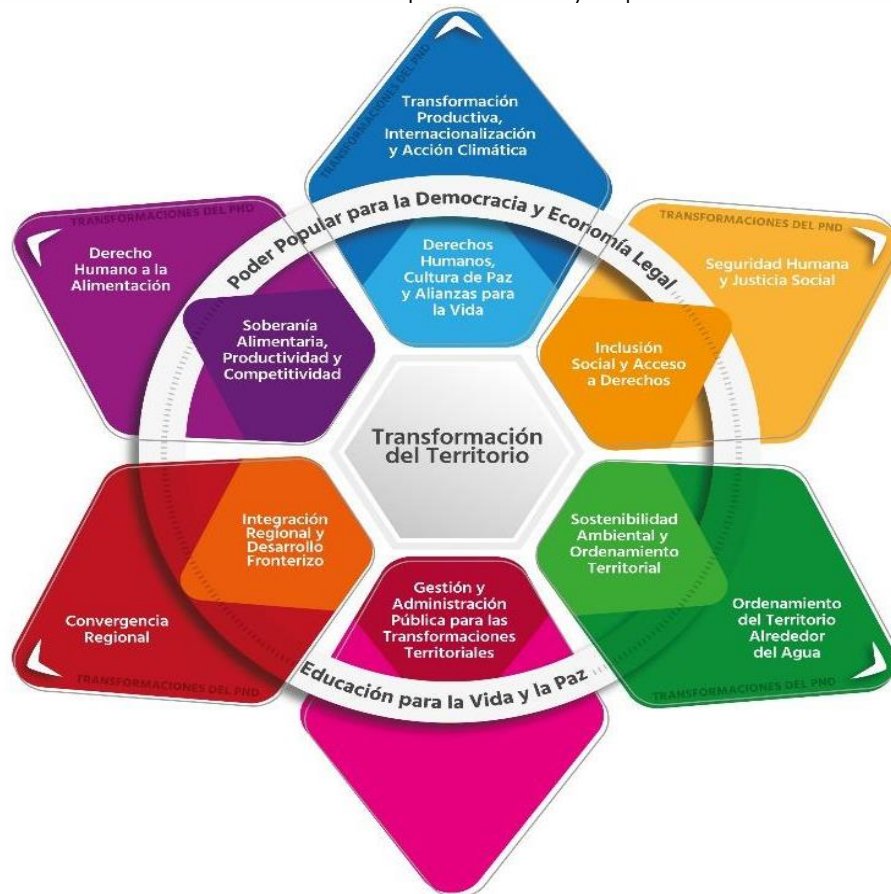 TRANSFORMACIONES DEL PND
Transformación
Productiva,
Internacionalización
y Acción Climática
TRANSFORMACIONES DEL PND
Derecho
Humano a la
Alimentación
TRANSFORMACIONES DEL PND
Seguridad Humana
y Justicia Social
Poder Popular para la Democracia y Economía Legal
Derechos
Humanos,
Cultura de Paz
y Alianzas para
la Vida
Soberanía
Alimentaria,
Productividad y
Competitividad
Inclusión
Social y Acceso
a Derechos
Transformación
del Territorio
Integración
Regional y
Desarrollo
Fronterizo
Sostenibilidad
Ambiental y
Ordenamiento
Territorial
Gestión y
Administración
Pública para las
Transformaciones
Territoriales
Convergencia
Regional
TRANSFORMACIONES DEL PND
Ordenamiento
del Territorio
Alrededor
del Agua
TRANSFORMACIONES DEL PND
Educación para la Vida y la Paz